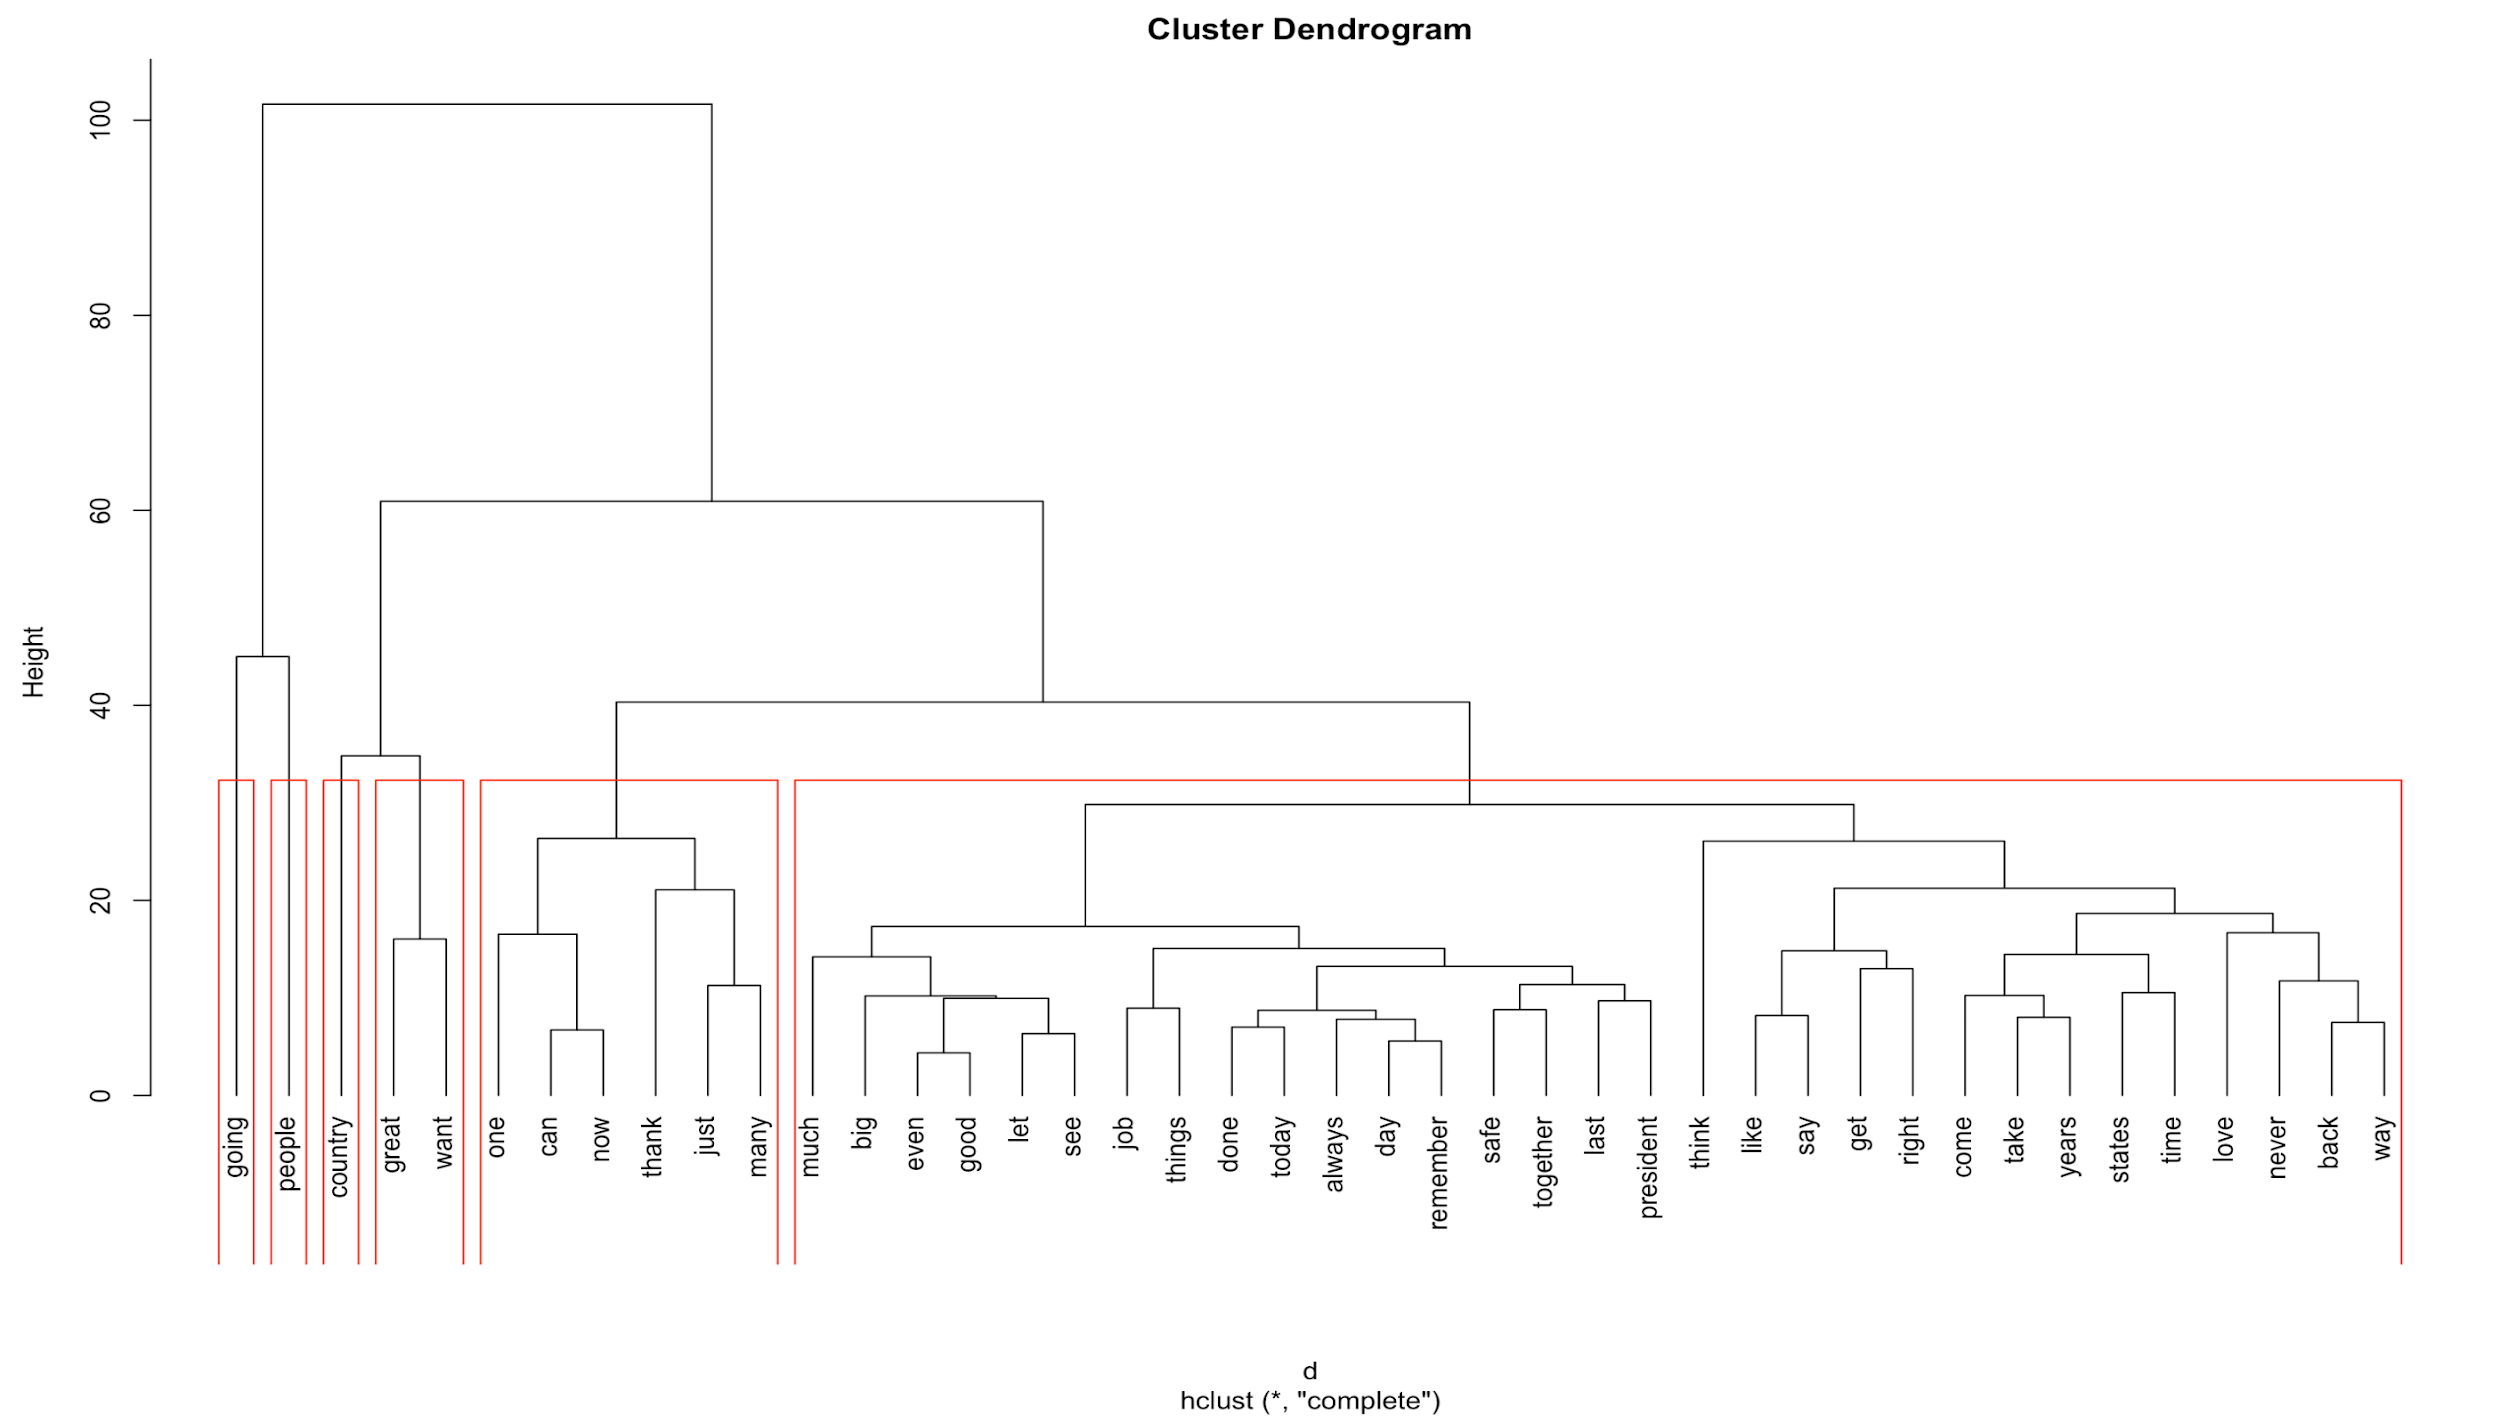 Cluster Dendrogram
Height
100
80
60
40
20
0
going
people
country
great
want
one
can
now
thank
just
many
much
big
even
good
let
see
job
things
done
today
always
day
remember
safe
together
last
president
think
like
say
get
right
come
take
years
states
time
love
never
back
way
d
hclust (*, "complete")